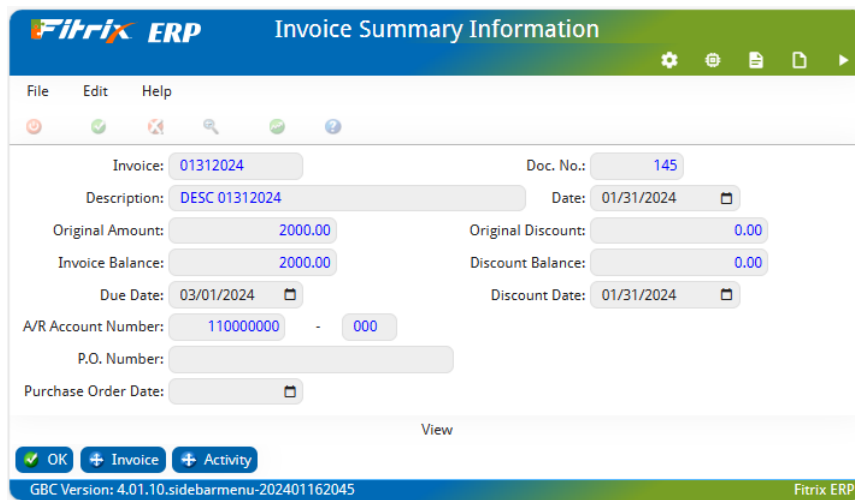 Fitrix ERP Invoice Summary Information
File Edit Help
Invoice: 01312024 Doc. No.: 145
Description: DESC 01312024 Date: 01/31/2024
Original Amount: 2000.00 Original Discount: 0.00
Invoice Balance: 2000.00 Discount Balance: 0.00
Due Date: 03/01/2024 Discount Date: 01/31/2024
A/R Account Number: 110000000 - 000
P.O. Number:
Purchase Order Date:
View
OK Invoice Activity
GBC Version: 4.01.10.sidebarmenu-202401162045 Fitrix ERP